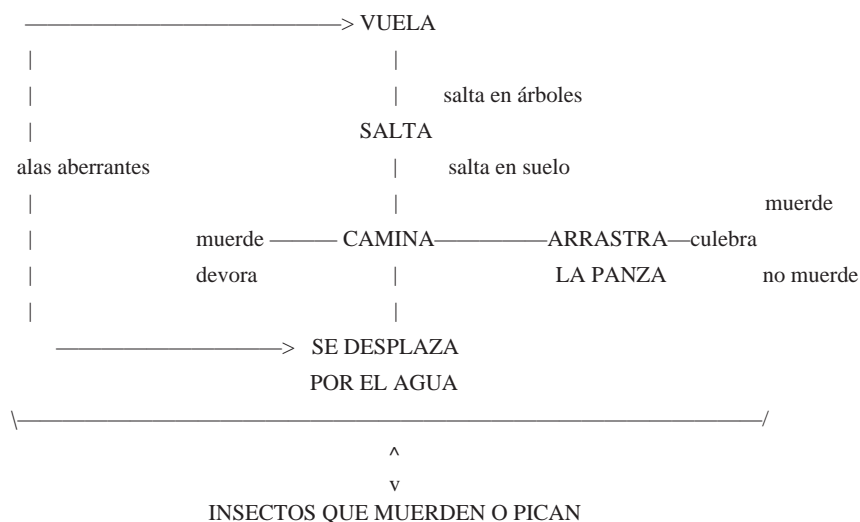 VUELA
salta en árboles
SALTA
alas aberrantes salta en suelo
muerde
muerde CAMINA ARRASTRA culebra
devora LA PANZA no muerde
SE DESPLAZA
POR EL AGUA
v
INSECTOS QUE MUERDEN O PICAN